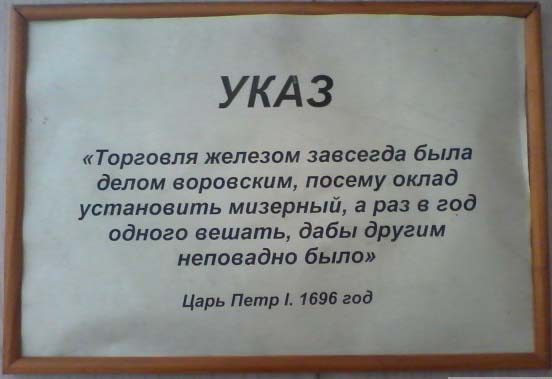 УКАЗ
«Торговля железом завсегда была
делом воровским, посему оклад
установить мизерный, а раз в год
одного вешать, дабы другим
неповадно было»
Царь Петр I. 1696 год